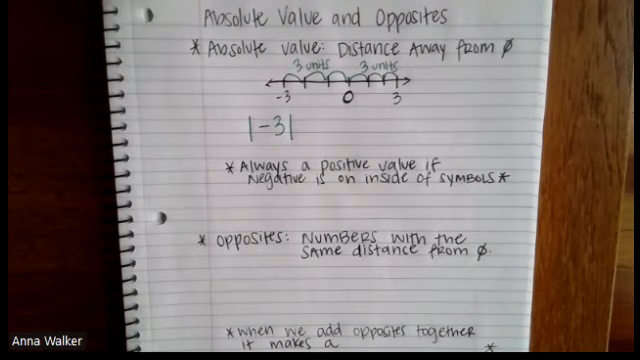 Absolute Value and Opposites
* Absolute Value: Distance Away from 0
3 units 3 units
-3 0 3
|-3|
* Always a positive value if
Negative is on inside of symbols *
* Opposites: Numbers with the
same distance from 0.
* when we add opposites together
it makes a *
Anna Walker